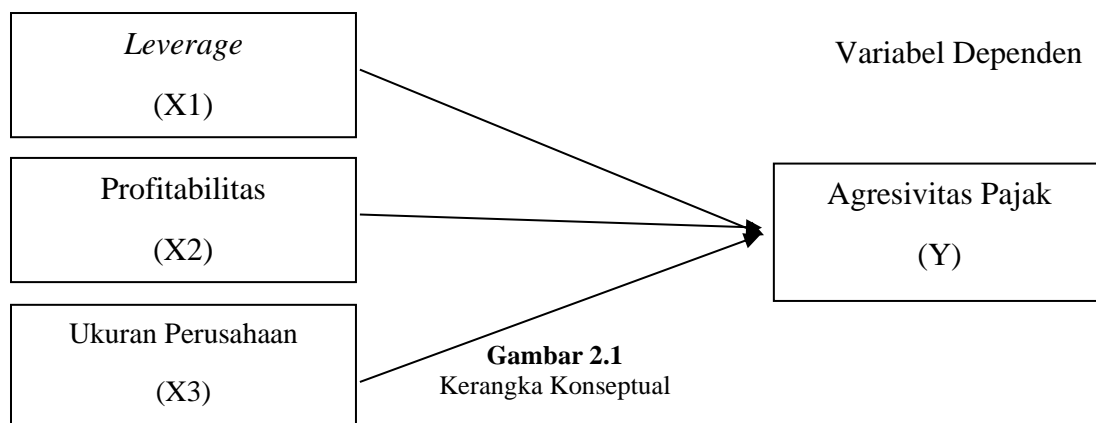 Leverage
(X1)
Variabel Dependen
Profitabilitas
(X2)
Agresivitas Pajak
(Y)
Ukuran Perusahaan
(X3)
Gambar 2.1
Kerangka Konseptual